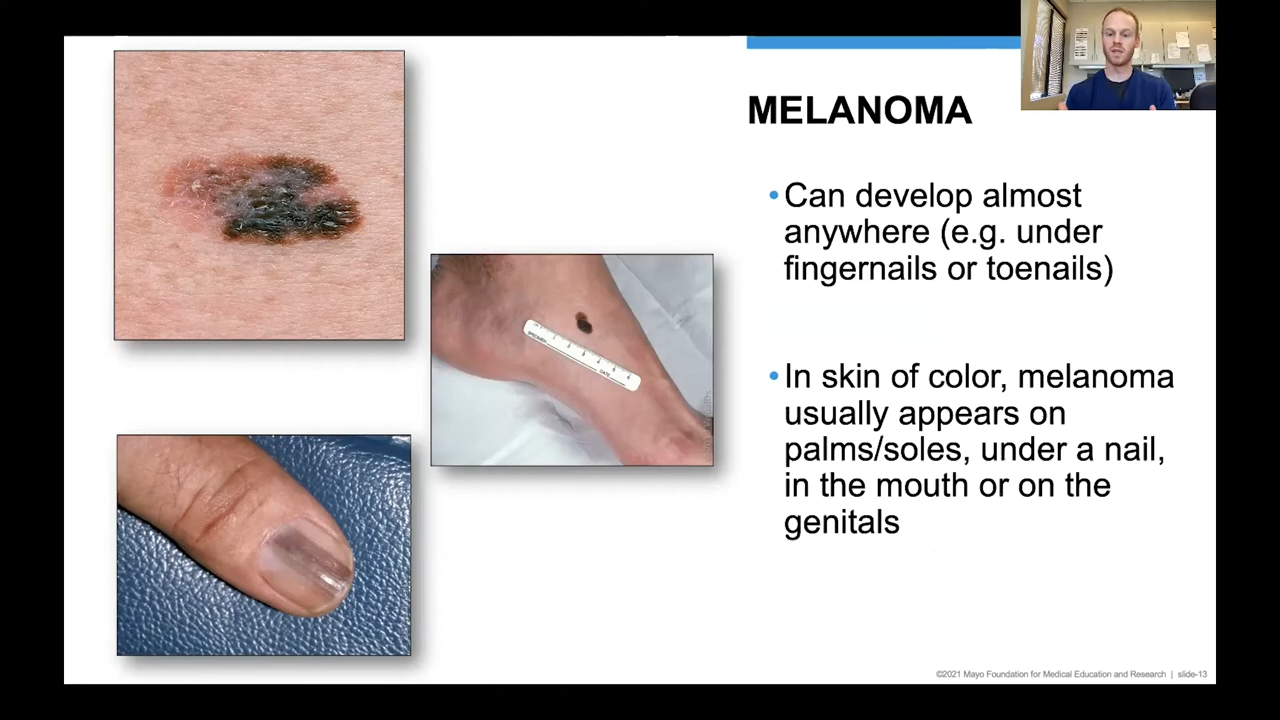 MELANOMA
• Can develop almost
anywhere (e.g. under
fingernails or toenails)
• In skin of color, melanoma
usually appears on
palms/soles, under a nail,
in the mouth or on the
genitals
SPECIMEN
DATE
©2021 Mayo Foundation for Medical Education and Research | slide-13